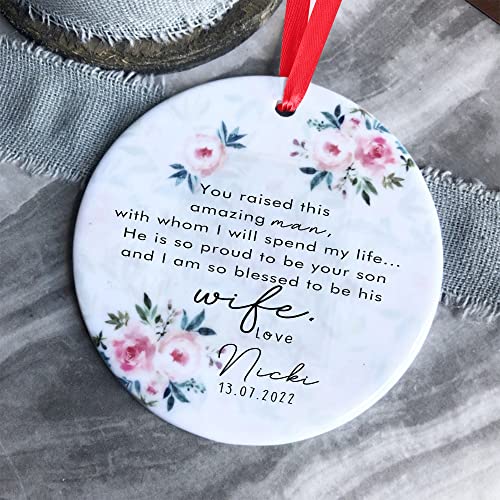 You raised this
amazing man,
with whom I will spend my life...
He is so proud to be your son
and I am so blessed to be his
wife.
Love
Nicki
13.07.2022